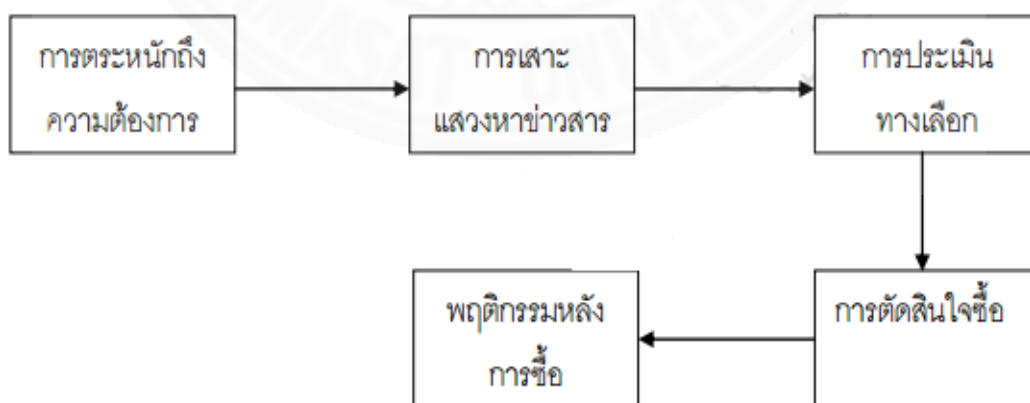 การตระหนักถึง
ความต้องการ
การเสาะ
แสวงหาข่าวสาร
การประเมิน
ทางเลือก
การตัดสินใจซื้อ
พฤติกรรมหลัง
การซื้อ